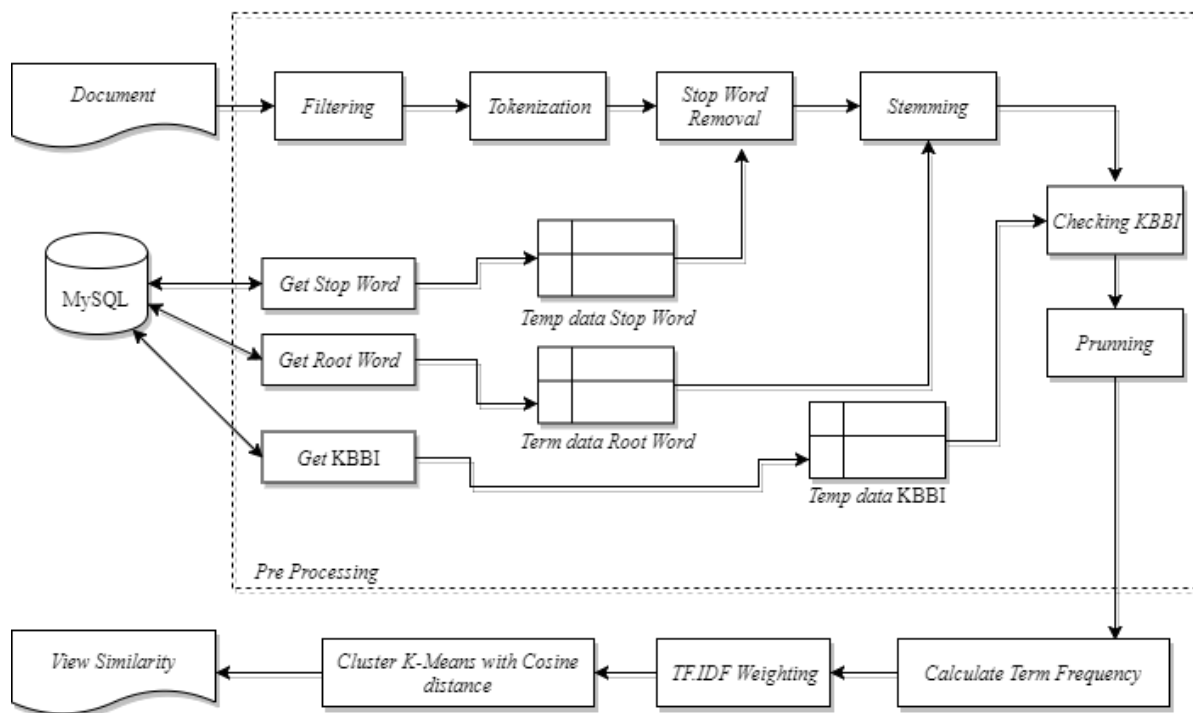 Document
Filtering
Tokenization
Stop Word
Removal
Stemming
Checking KBBI
MySQL
Get Stop Word
Temp data Stop Word
Get Root Word
Prunning
Term data Root Word
Get KBBI
Temp data KBBI
Pre Processing
View Similarity
Cluster K-Means with Cosine
distance
TF.IDF Weighting
Calculate Term Frequency